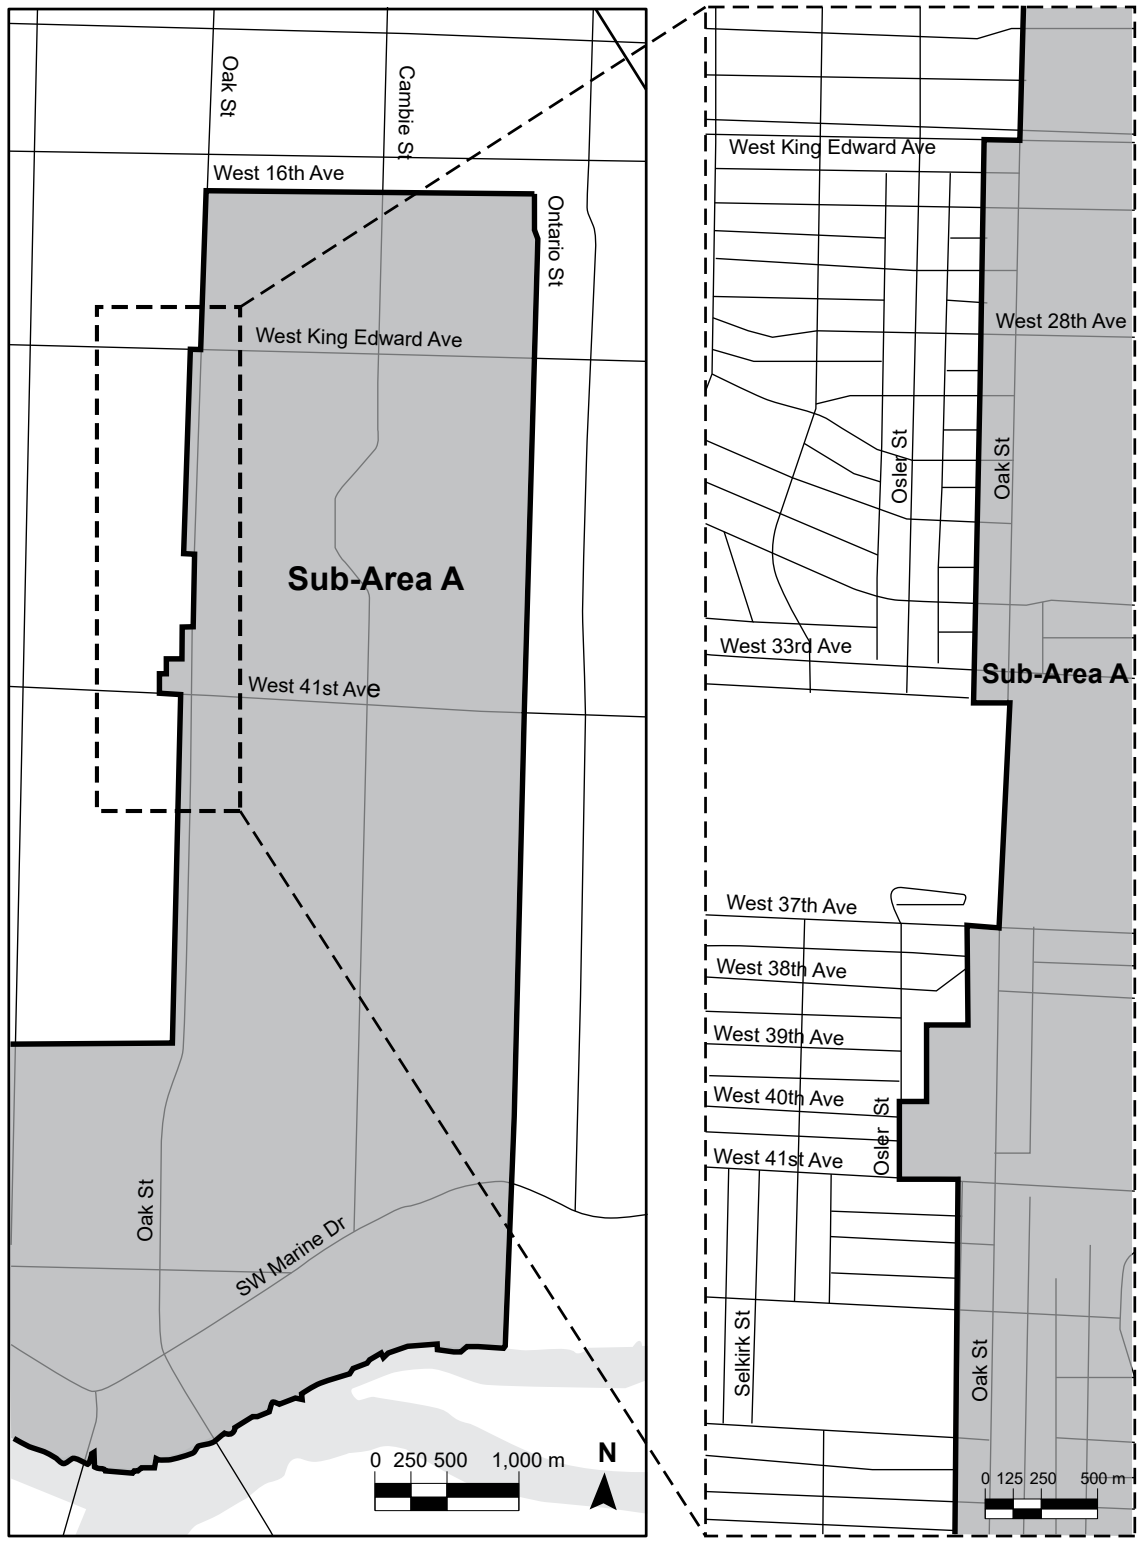 Oak St
Cambie St
West 16th Ave
Ontario St
West King Edward Ave
Sub-Area A
West 41st Ave
Oak St
SW Marine Dr
0 250 500 1,000 m
N
West King Edward Ave
West 28th Ave
Osler St
Oak St
West 33rd Ave
Sub-Area A
West 37th Ave
West 38th Ave
West 39th Ave
West 40th Ave
Osler St
West 41st Ave
Selkirk St
Oak St
0 125 250 500 m